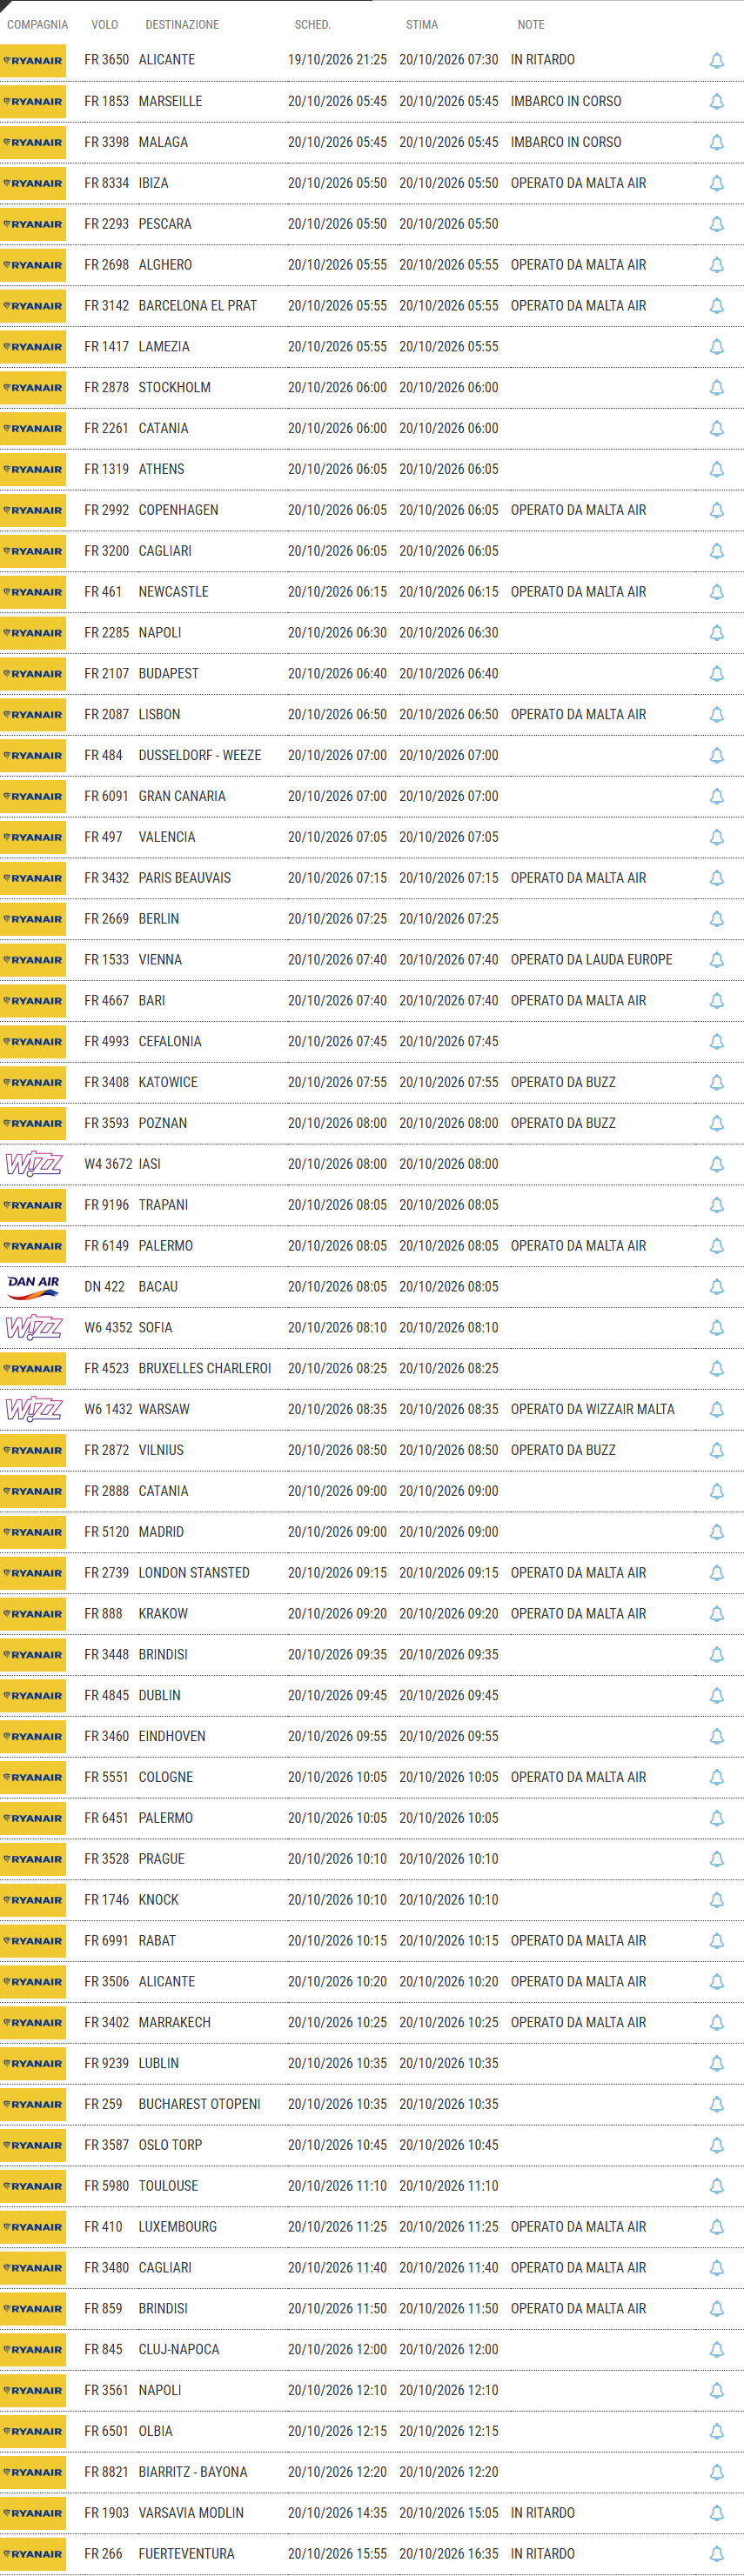 COMPAGNIA VOLO DESTINAZIONE SCHED. STIMA NOTE
RYANAIR FR 3650 ALICANTE 19/10/2026 21:25 20/10/2026 07:30 IN RITARDO
RYANAIR FR 1853 MARSEILLE 20/10/2026 05:45 20/10/2026 05:45 IMBARCO IN CORSO
RYANAIR FR 3398 MALAGA 20/10/2026 05:45 20/10/2026 05:45 IMBARCO IN CORSO
RYANAIR FR 8334 IBIZA 20/10/2026 05:50 20/10/2026 05:50 OPERATO DA MALTA AIR
RYANAIR FR 2293 PESCARA 20/10/2026 05:50 20/10/2026 05:50
RYANAIR FR 2698 ALGHERO 20/10/2026 05:55 20/10/2026 05:55 OPERATO DA MALTA AIR
RYANAIR FR 3142 BARCELONA EL PRAT 20/10/2026 05:55 20/10/2026 05:55 OPERATO DA MALTA AIR
RYANAIR FR 1417 LAMEZIA 20/10/2026 05:55 20/10/2026 05:55
RYANAIR FR 2878 STOCKHOLM 20/10/2026 06:00 20/10/2026 06:00
RYANAIR FR 2261 CATANIA 20/10/2026 06:00 20/10/2026 06:00
RYANAIR FR 1319 ATHENS 20/10/2026 06:05 20/10/2026 06:05
RYANAIR FR 2992 COPENHAGEN 20/10/2026 06:05 20/10/2026 06:05 OPERATO DA MALTA AIR
RYANAIR FR 3200 CAGLIARI 20/10/2026 06:05 20/10/2026 06:05
RYANAIR FR 461 NEWCASTLE 20/10/2026 06:15 20/10/2026 06:15 OPERATO DA MALTA AIR
RYANAIR FR 2285 NAPOLI 20/10/2026 06:30 20/10/2026 06:30
RYANAIR FR 2107 BUDAPEST 20/10/2026 06:40 20/10/2026 06:40
RYANAIR FR 2087 LISBON 20/10/2026 06:50 20/10/2026 06:50 OPERATO DA MALTA AIR
RYANAIR FR 484 DUSSELDORF - WEEZE 20/10/2026 07:00 20/10/2026 07:00
RYANAIR FR 6091 GRAN CANARIA 20/10/2026 07:00 20/10/2026 07:00
RYANAIR FR 497 VALENCIA 20/10/2026 07:05 20/10/2026 07:05
RYANAIR FR 3432 PARIS BEAUVAIS 20/10/2026 07:15 20/10/2026 07:15 OPERATO DA MALTA AIR
RYANAIR FR 2669 BERLIN 20/10/2026 07:25 20/10/2026 07:25
RYANAIR FR 1533 VIENNA 20/10/2026 07:40 20/10/2026 07:40 OPERATO DA LAUDA EUROPE
RYANAIR FR 4667 BARI 20/10/2026 07:40 20/10/2026 07:40 OPERATO DA MALTA AIR
RYANAIR FR 4993 CEFALONIA 20/10/2026 07:45 20/10/2026 07:45
RYANAIR FR 3408 KATOWICE 20/10/2026 07:55 20/10/2026 07:55 OPERATO DA BUZZ
RYANAIR FR 3593 POZNAN 20/10/2026 08:00 20/10/2026 08:00 OPERATO DA BUZZ
WIZZ W4 3672 IASI 20/10/2026 08:00 20/10/2026 08:00
RYANAIR FR 9196 TRAPANI 20/10/2026 08:05 20/10/2026 08:05
RYANAIR FR 6149 PALERMO 20/10/2026 08:05 20/10/2026 08:05 OPERATO DA MALTA AIR
DAN AIR DN 422 BACAU 20/10/2026 08:05 20/10/2026 08:05
WIZZ W6 4352 SOFIA 20/10/2026 08:10 20/10/2026 08:10
RYANAIR FR 4523 BRUXELLES CHARLEROI 20/10/2026 08:25 20/10/2026 08:25
WIZZ W6 1432 WARSAW 20/10/2026 08:35 20/10/2026 08:35 OPERATO DA WIZZAIR MALTA
RYANAIR FR 2872 VILNIUS 20/10/2026 08:50 20/10/2026 08:50 OPERATO DA BUZZ
RYANAIR FR 2888 CATANIA 20/10/2026 09:00 20/10/2026 09:00
RYANAIR FR 5120 MADRID 20/10/2026 09:00 20/10/2026 09:00
RYANAIR FR 2739 LONDON STANSTED 20/10/2026 09:15 20/10/2026 09:15 OPERATO DA MALTA AIR
RYANAIR FR 888 KRAKOW 20/10/2026 09:20 20/10/2026 09:20 OPERATO DA MALTA AIR
RYANAIR FR 3448 BRINDISI 20/10/2026 09:35 20/10/2026 09:35
RYANAIR FR 4845 DUBLIN 20/10/2026 09:45 20/10/2026 09:45
RYANAIR FR 3460 EINDHOVEN 20/10/2026 09:55 20/10/2026 09:55
RYANAIR FR 5551 COLOGNE 20/10/2026 10:05 20/10/2026 10:05 OPERATO DA MALTA AIR
RYANAIR FR 6451 PALERMO 20/10/2026 10:05 20/10/2026 10:05
RYANAIR FR 3528 PRAGUE 20/10/2026 10:10 20/10/2026 10:10
RYANAIR FR 1746 KNOCK 20/10/2026 10:10 20/10/2026 10:10
RYANAIR FR 6991 RABAT 20/10/2026 10:15 20/10/2026 10:15 OPERATO DA MALTA AIR
RYANAIR FR 3506 ALICANTE 20/10/2026 10:20 20/10/2026 10:20 OPERATO DA MALTA AIR
RYANAIR FR 3402 MARRAKECH 20/10/2026 10:25 20/10/2026 10:25 OPERATO DA MALTA AIR
RYANAIR FR 9239 LUBLIN 20/10/2026 10:35 20/10/2026 10:35
RYANAIR FR 259 BUCHAREST OTOPENI 20/10/2026 10:35 20/10/2026 10:35
RYANAIR FR 3587 OSLO TORP 20/10/2026 10:45 20/10/2026 10:45
RYANAIR FR 5980 TOULOUSE 20/10/2026 11:10 20/10/2026 11:10
RYANAIR FR 410 LUXEMBOURG 20/10/2026 11:25 20/10/2026 11:25 OPERATO DA MALTA AIR
RYANAIR FR 3480 CAGLIARI 20/10/2026 11:40 20/10/2026 11:40 OPERATO DA MALTA AIR
RYANAIR FR 859 BRINDISI 20/10/2026 11:50 20/10/2026 11:50 OPERATO DA MALTA AIR
RYANAIR FR 845 CLUJ-NAPOCA 20/10/2026 12:00 20/10/2026 12:00
RYANAIR FR 3561 NAPOLI 20/10/2026 12:10 20/10/2026 12:10
RYANAIR FR 6501 OLBIA 20/10/2026 12:15 20/10/2026 12:15
RYANAIR FR 8821 BIARRITZ - BAYONA 20/10/2026 12:20 20/10/2026 12:20
RYANAIR FR 1903 VARSAVIA MODLIN 20/10/2026 14:35 20/10/2026 15:05 IN RITARDO
RYANAIR FR 266 FUERTEVENTURA 20/10/2026 15:55 20/10/2026 16:35 IN RITARDO